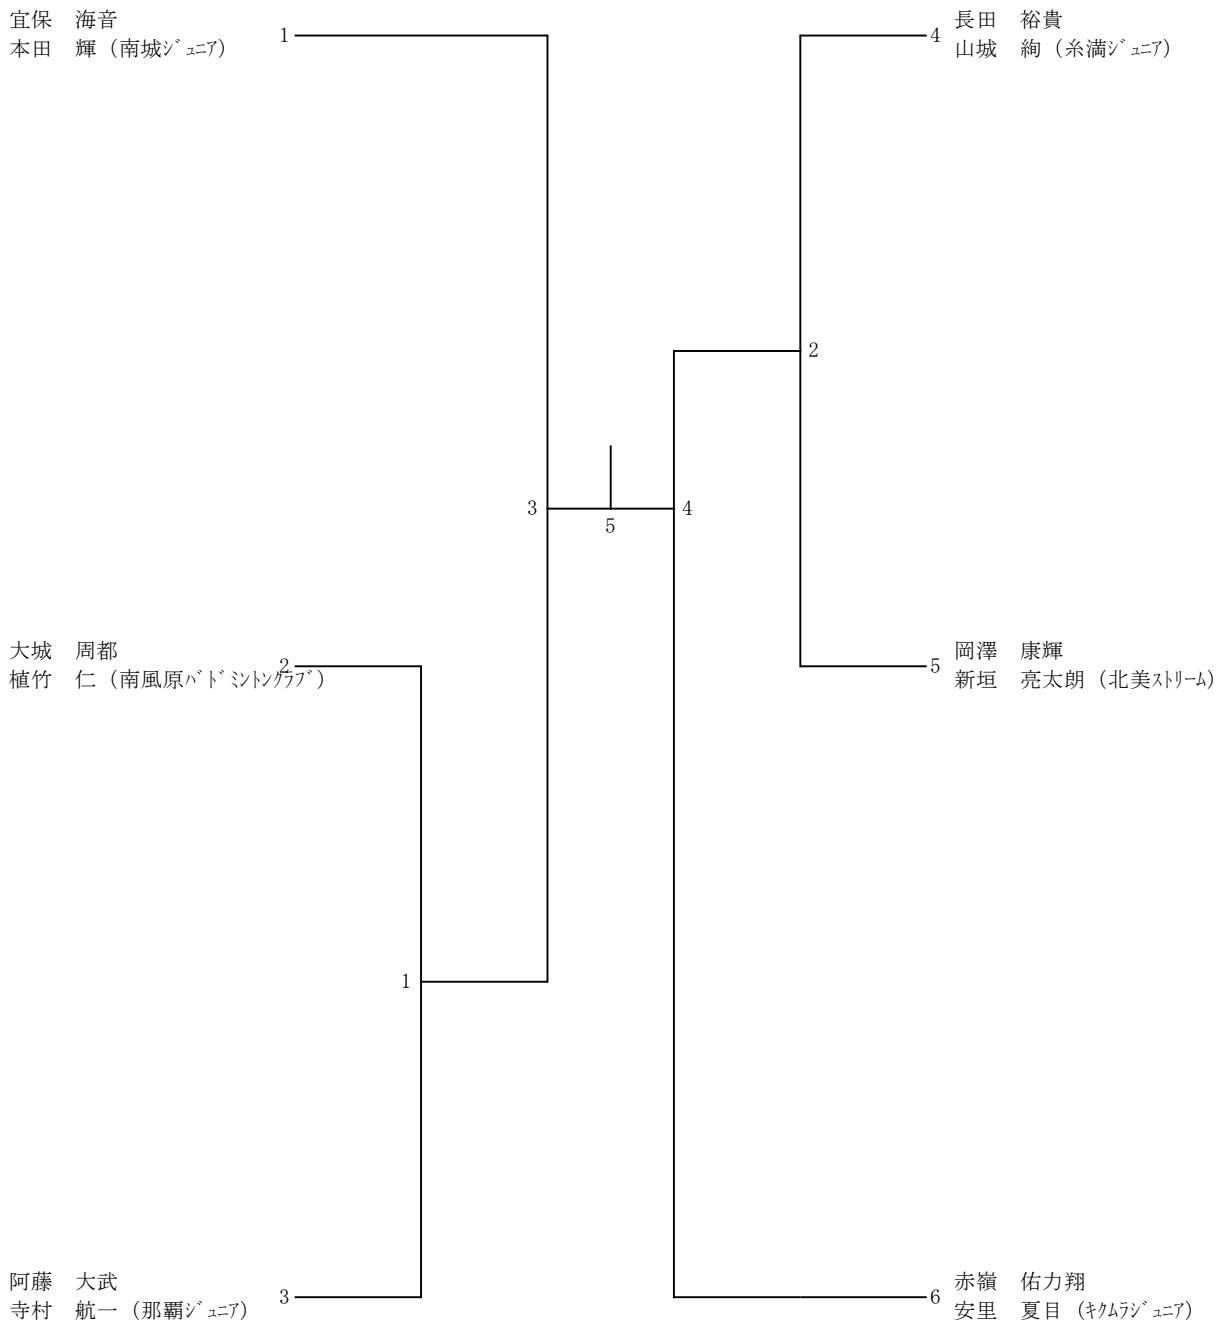 宜保　海音
本田　輝（南城ｼﾞｭﾆｱ）
1
長田　裕貴
山城　絢（糸満ｼﾞｭﾆｱ）
4
2
3
5
4
大城　周都
植竹　仁（南風原ﾊﾞﾄﾞﾐﾝﾄﾝｸﾗﾌﾞ）
2
岡澤　康輝
新垣　亮太朗（北美ｽﾄﾘｰﾑ）
5
1
阿藤　大武
寺村　航一（那覇ｼﾞｭﾆｱ）
3
赤嶺　佑力翔
安里　夏目（ｷｸﾑﾗｼﾞｭﾆｱ）
6